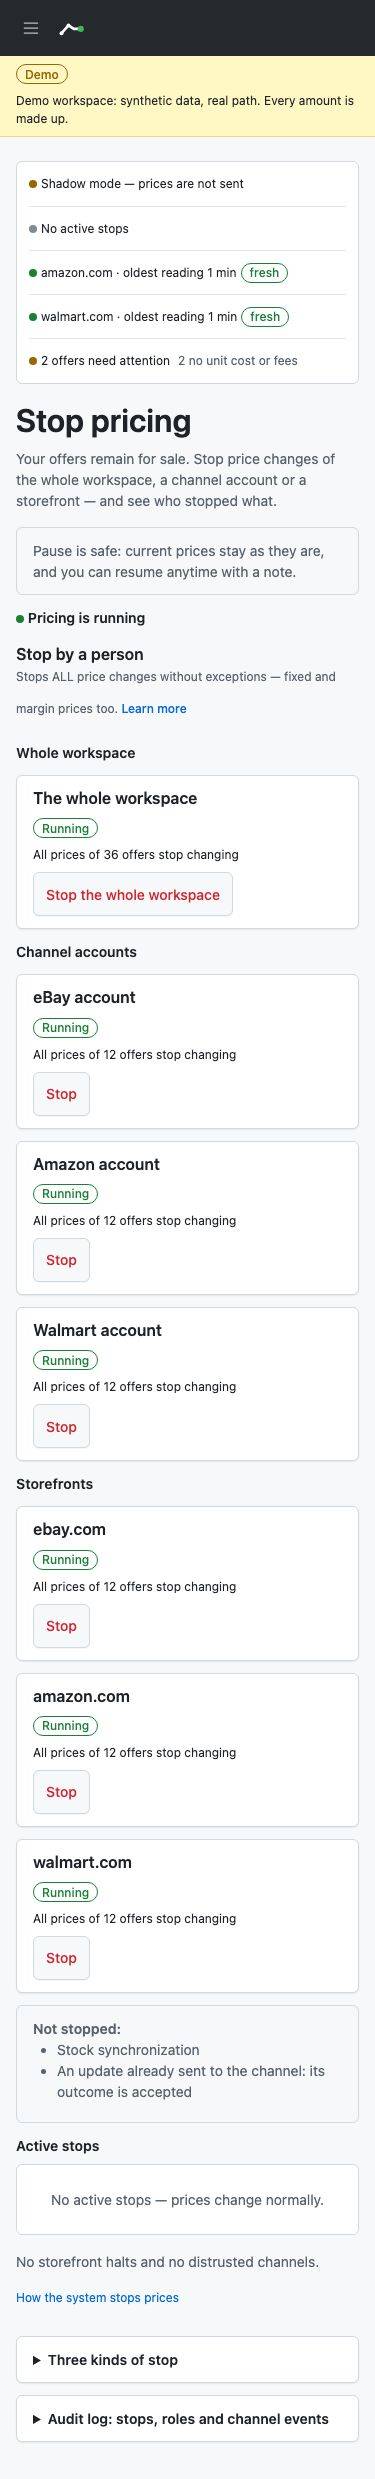 Demo
Demo workspace: synthetic data, real path. Every amount is
made up.
Shadow mode — prices are not sent
No active stops
amazon.com · oldest reading 1 min fresh
walmart.com · oldest reading 1 min fresh
2 offers need attention 2 no unit cost or fees
Stop pricing
Your offers remain for sale. Stop price changes of
the whole workspace, a channel account or a
storefront — and see who stopped what.
Pause is safe: current prices stay as they are,
and you can resume anytime with a note.
Pricing is running
Stop by a person
Stops ALL price changes without exceptions — fixed and
margin prices too. Learn more
Whole workspace
The whole workspace
Running
All prices of 36 offers stop changing
Stop the whole workspace
Channel accounts
eBay account
Running
All prices of 12 offers stop changing
Stop
Amazon account
Running
All prices of 12 offers stop changing
Stop
Walmart account
Running
All prices of 12 offers stop changing
Stop
Storefronts
ebay.com
Running
All prices of 12 offers stop changing
Stop
amazon.com
Running
All prices of 12 offers stop changing
Stop
walmart.com
Running
All prices of 12 offers stop changing
Stop
Not stopped:
• Stock synchronization
• An update already sent to the channel: its
outcome is accepted
Active stops
No active stops — prices change normally.
No storefront halts and no distrusted channels.
How the system stops prices
Three kinds of stop
Audit log: stops, roles and channel events